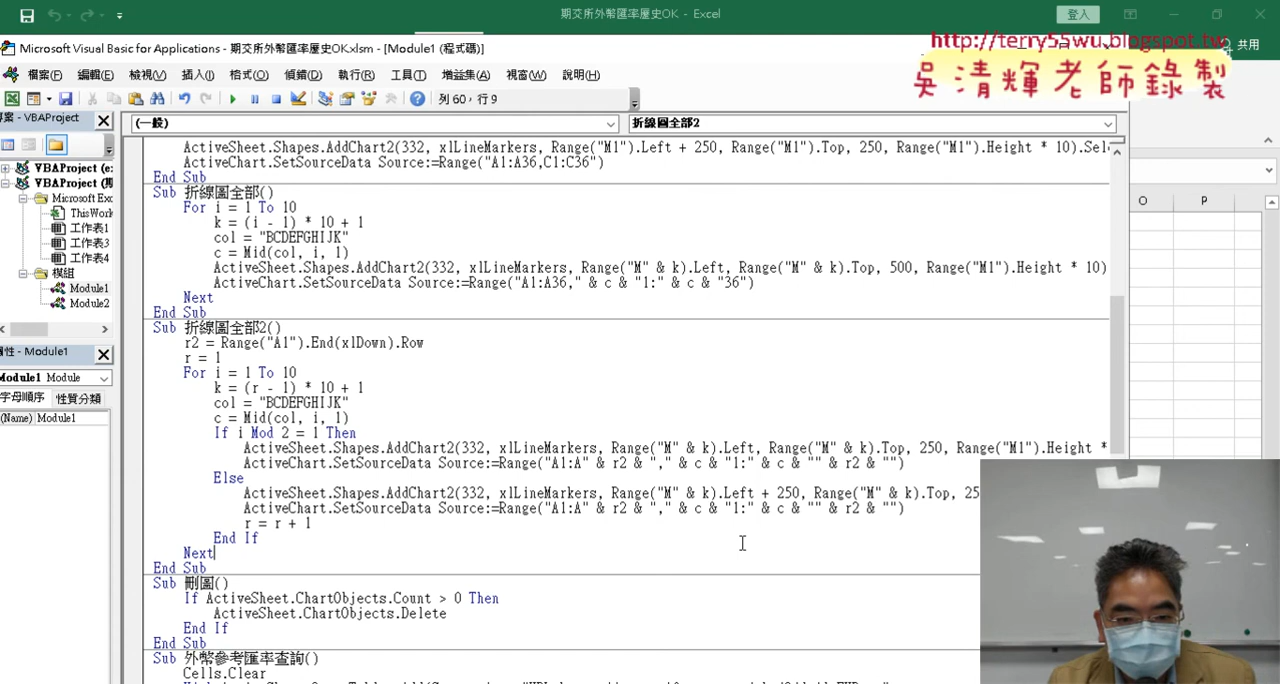 期交所外幣匯率歷史OK - Excel
登入
Microsoft Visual Basic for Applications - 期交所外幣匯率歷史OK.xlsm - [Module1 (程式碼)]
http://terry55wu.blogspot.tw
共用
吳清輝老師錄製
檔案(F) 編輯(E) 檢視(V) 插入(I) 格式(O) 偵錯(D) 執行(R) 工具(T) 增益集(A) 視窗(W) 說明(H)
列 60，行 9
專案 - VBAProject
(一般)
折線圖全部2
VBAProject (e:
VBAProject (期
Microsoft Exc
ThisWork
工作表1
工作表3
工作表4
模組
Module1
Module2
屬性 - Module1
Module1 Module
字母順序 性質分類
(Name) Module1
ActiveSheet.Shapes.AddChart2(332, xlLineMarkers, Range("M1").Left + 250, Range("M1").Top, 250, Range("M1").Height * 10).Sel
ActiveChart.SetSourceData Source:=Range("A1:A36,C1:C36")
End Sub
Sub 折線圖全部()
For i = 1 To 10
k = (i - 1) * 10 + 1
col = "BCDEFGHIJK"
c = Mid(col, i, 1)
ActiveSheet.Shapes.AddChart2(332, xlLineMarkers, Range("M" & k).Left, Range("M" & k).Top, 500, Range("M1").Height * 10)
ActiveChart.SetSourceData Source:=Range("A1:A36," & c & "1:" & c & "36")
Next
End Sub
Sub 折線圖全部2()
r2 = Range("A1").End(xlDown).Row
r = 1
For i = 1 To 10
k = (r - 1) * 10 + 1
col = "BCDEFGHIJK"
c = Mid(col, i, 1)
If i Mod 2 = 1 Then
ActiveSheet.Shapes.AddChart2(332, xlLineMarkers, Range("M" & k).Left, Range("M" & k).Top, 250, Range("M1").Height *
ActiveChart.SetSourceData Source:=Range("A1:A" & r2 & "," & c & "1:" & c & "" & r2 & "")
Else
ActiveSheet.Shapes.AddChart2(332, xlLineMarkers, Range("M" & k).Left + 250, Range("M" & k).Top, 25
ActiveChart.SetSourceData Source:=Range("A1:A" & r2 & "," & c & "1:" & c & "" & r2 & "")
r = r + 1
End If
Next
End Sub
Sub 刪圖()
If ActiveSheet.ChartObjects.Count > 0 Then
ActiveSheet.ChartObjects.Delete
End If
End Sub
Sub 外幣參考匯率查詢()
Cells.Clear
O P